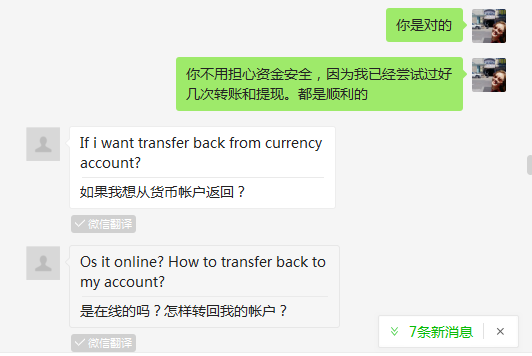 你是对的
你不用担心资金安全，因为我已经尝试过好
几次转账和提现。都是顺利的
If i want transfer back from currency
account?
如果我想从货币帐户返回？
微信翻译
Os it online? How to transfer back to
my account?
是在线的吗？怎样转回我的帐户？
微信翻译
7条新消息